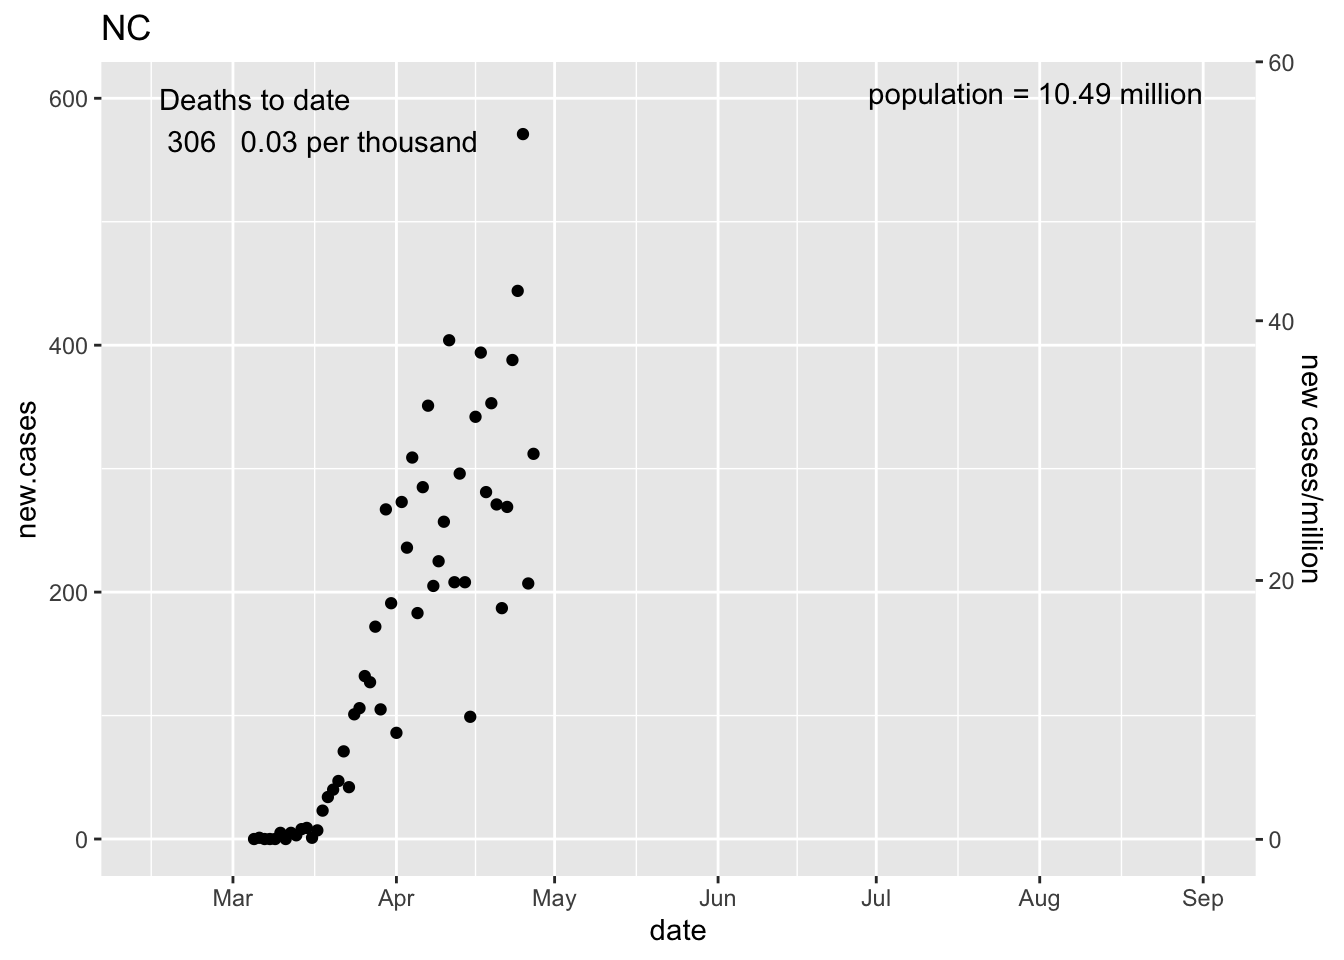 NC
Deaths to date
306 0.03 per thousand
population = 10.49 million
600
400
200
0
new.cases
60
40
20
0
new cases/million
Mar Apr May Jun Jul Aug Sep
date